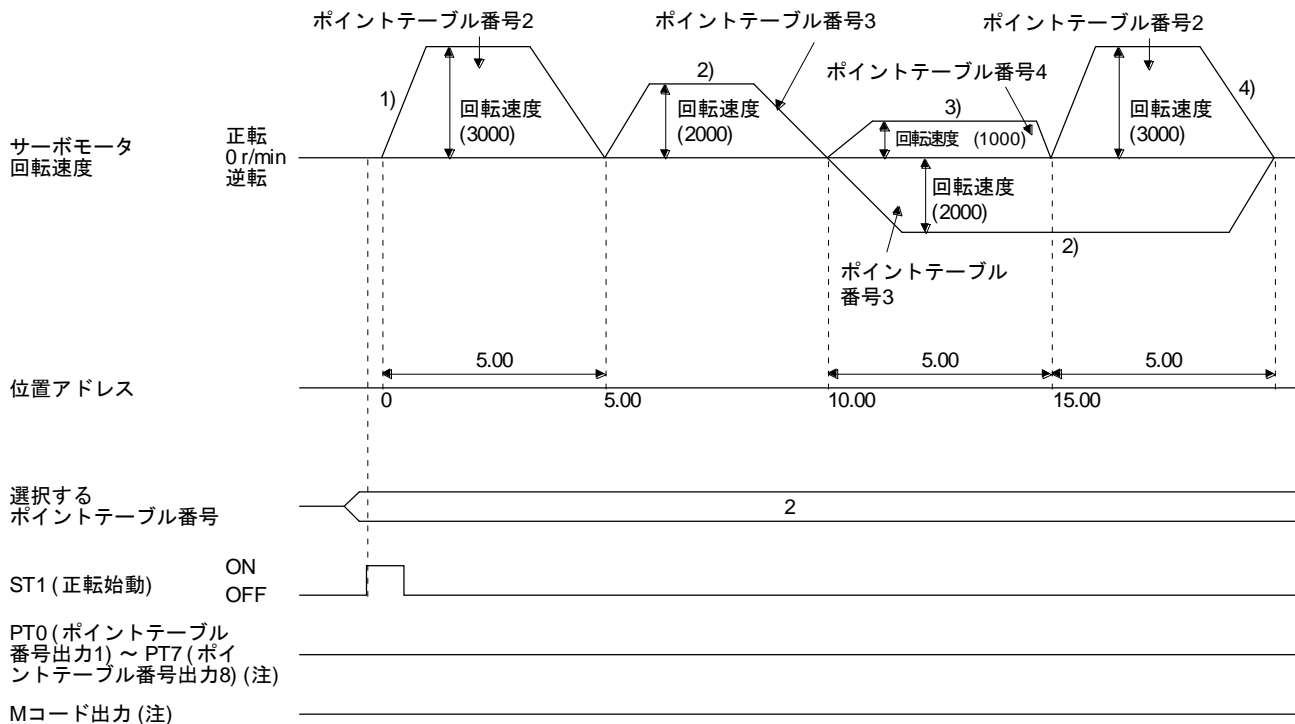 ポイントテーブル番号2
ポイントテーブル番号3
ポイントテーブル番号2
1)
2)
ポイントテーブル番号4
3)
4)
回転速度
(3000)
回転速度
(2000)
回転速度 (1000)
回転速度
(3000)
サーボモータ
回転速度
正転
0 r/min
逆転
回転速度
(2000)
2)
ポイントテーブル
番号3
5.00
5.00
5.00
位置アドレス
0
5.00
10.00
15.00
選択する
ポイントテーブル番号
2
ST1 (正転始動)
ON
OFF
PT0 (ポイントテーブル
番号出力1) ～ PT7 (ポイ
ントテーブル番号出力8) (注)
Mコード出力 (注)